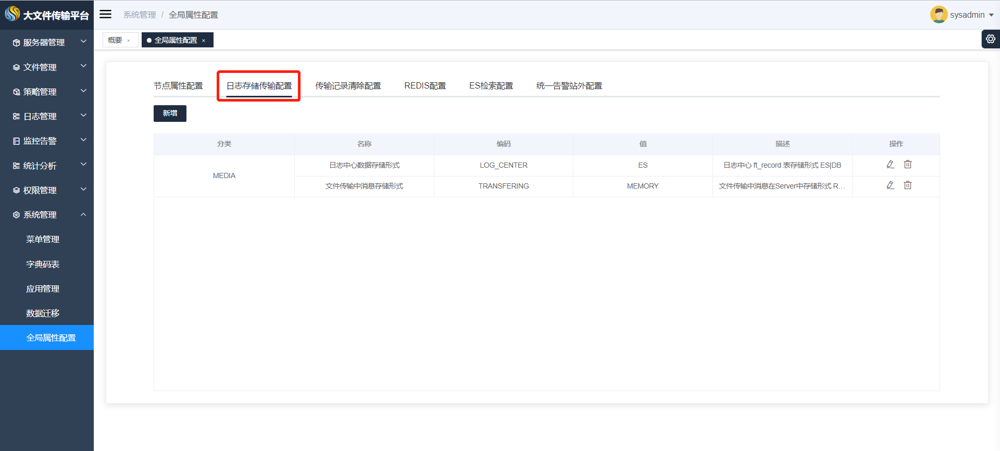 大文件传输平台
系统管理 / 全局属性配置
sysadmin
概要 ×
全局属性配置 ×
服务器管理
文件管理
策略管理
日志管理
监控告警
统计分析
权限管理
系统管理
菜单管理
字典码表
应用管理
数据迁移
全局属性配置
节点属性配置 日志存储传输配置 传输记录清除配置 REDIS配置 ES检索配置 统一告警站外配置
新增
分类 名称 编码 值 描述 操作
MEDIA
日志中心数据存储形式 LOG_CENTER ES 日志中心 ft_record 表存储形式 ES|DB
文件传输中消息存储形式 TRANSFERING MEMORY 文件传输中消息在Server中存储形式 R...